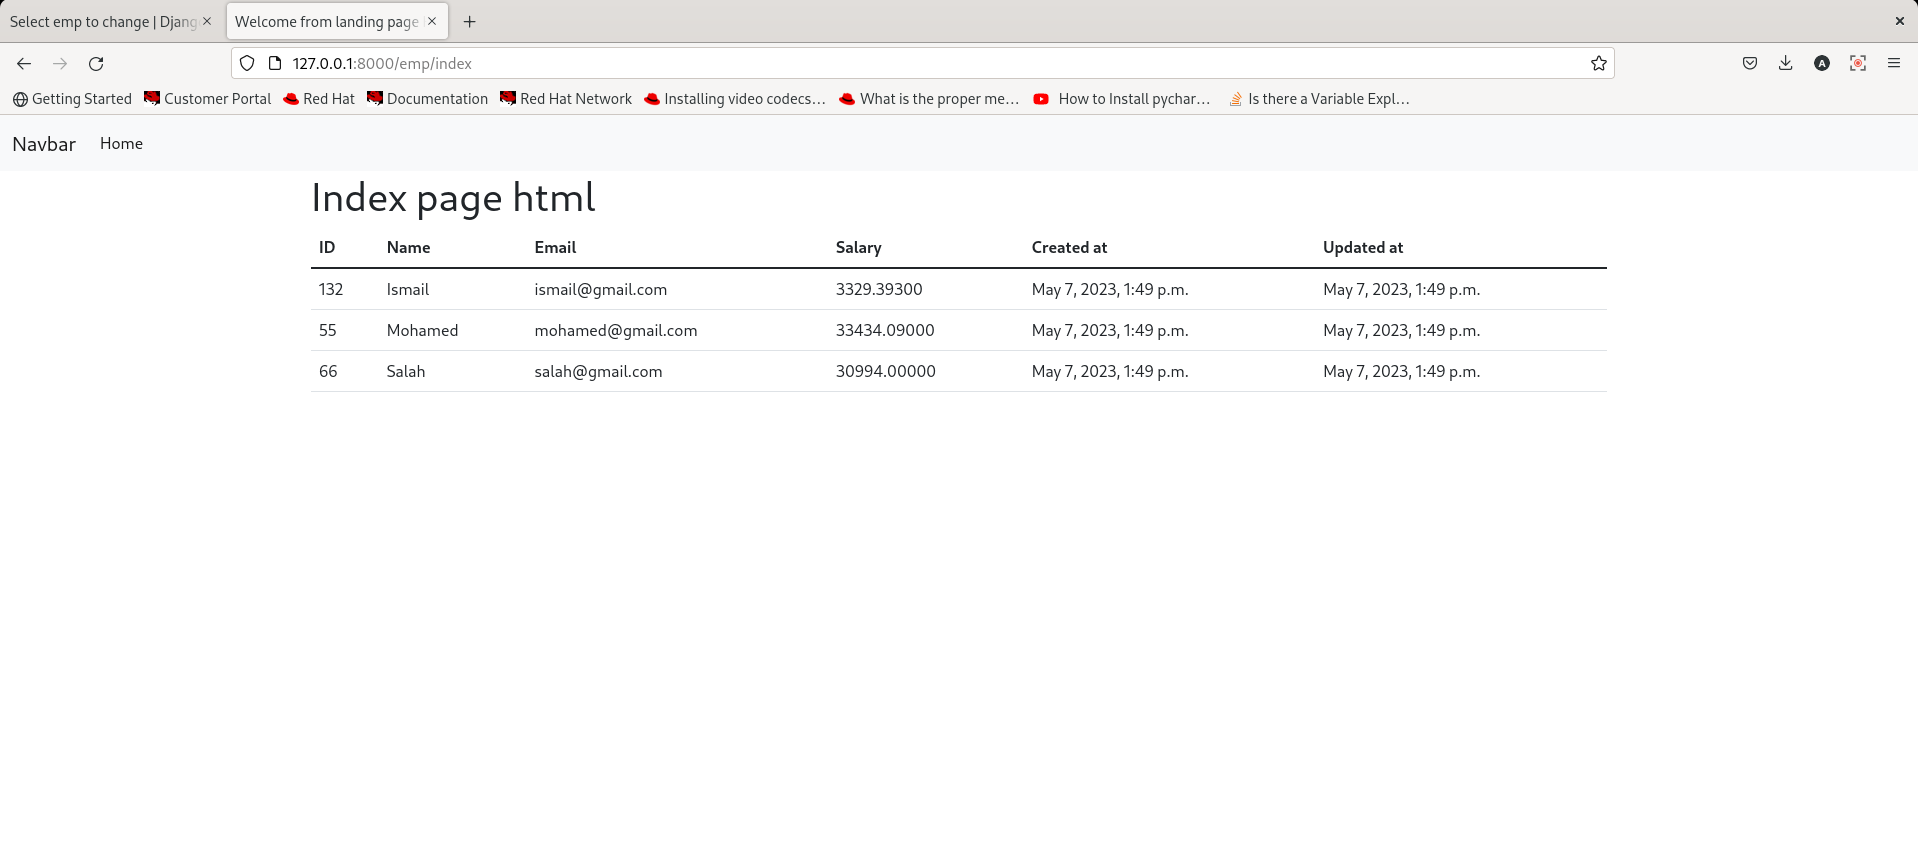 Select emp to change | Djang
Welcome from landing page
127.0.0.1:8000/emp/index
Getting Started Customer Portal Red Hat Documentation Red Hat Network Installing video codecs… What is the proper me… How to Install pychar… Is there a Variable Expl…
Navbar Home
Index page html
ID Name Email Salary Created at Updated at
132 Ismail ismail@gmail.com 3329.39300 May 7, 2023, 1:49 p.m. May 7, 2023, 1:49 p.m.
55 Mohamed mohamed@gmail.com 33434.09000 May 7, 2023, 1:49 p.m. May 7, 2023, 1:49 p.m.
66 Salah salah@gmail.com 30994.00000 May 7, 2023, 1:49 p.m. May 7, 2023, 1:49 p.m.